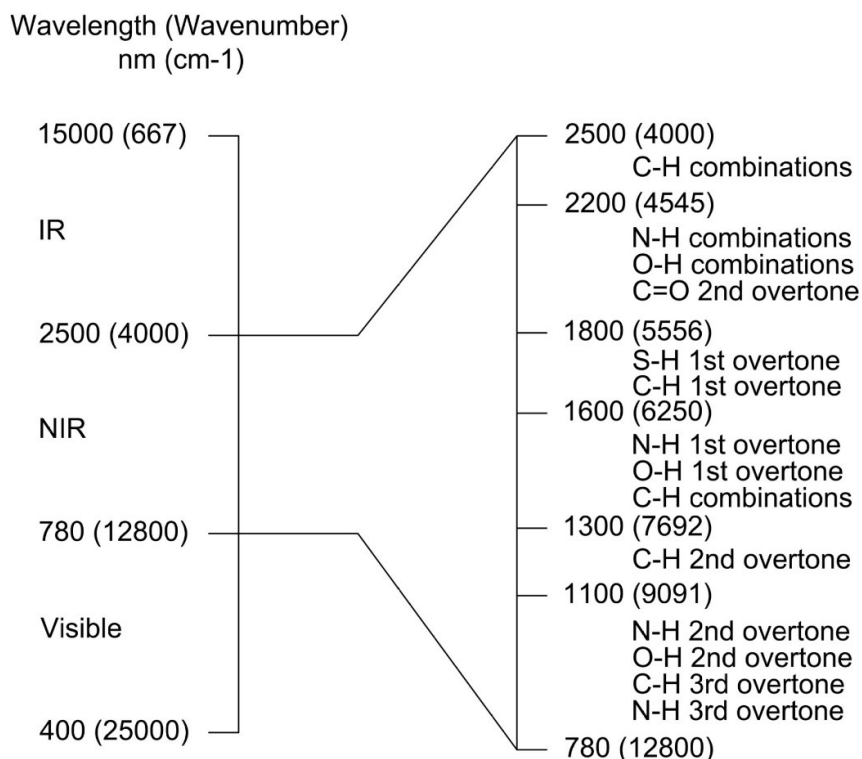 Wavelength (Wavenumber)
nm (cm-1)
15000 (667)
IR
2500 (4000)
NIR
780 (12800)
Visible
400 (25000)
2500 (4000)
C-H combinations
2200 (4545)
N-H combinations
O-H combinations
C=O 2nd overtone
1800 (5556)
S-H 1st overtone
C-H 1st overtone
1600 (6250)
N-H 1st overtone
O-H 1st overtone
C-H combinations
1300 (7692)
C-H 2nd overtone
1100 (9091)
N-H 2nd overtone
O-H 2nd overtone
C-H 3rd overtone
N-H 3rd overtone
780 (12800)